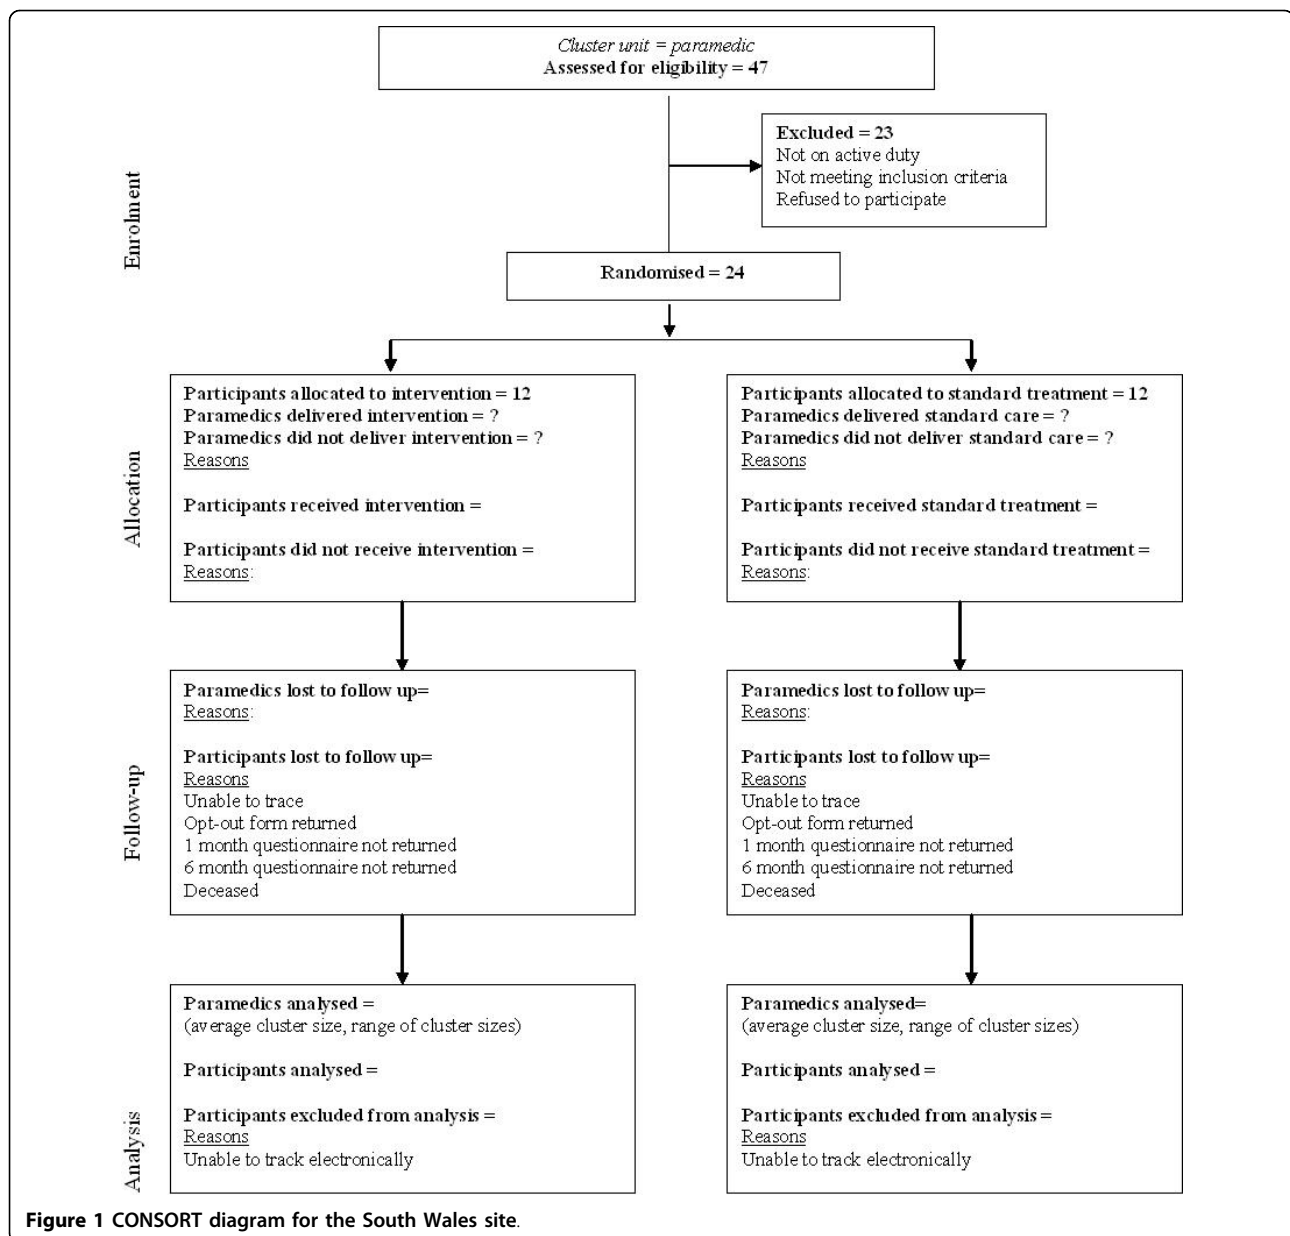 Cluster unit = paramedic
Assessed for eligibility = 47
Excluded = 23
Not on active duty
Not meeting inclusion criteria
Refused to participate
Enrolment
Randomised = 24
Allocation
Participants allocated to intervention = 12
Paramedics delivered intervention = ?
Paramedics did not deliver intervention = ?
Reasons
Participants received intervention =
Participants did not receive intervention =
Reasons:
Participants allocated to standard treatment = 12
Paramedics delivered standard care = ?
Paramedics did not deliver standard care = ?
Reasons
Participants received standard treatment =
Participants did not receive standard treatment =
Reasons:
Follow-up
Paramedics lost to follow up=
Reasons:
Participants lost to follow up=
Reasons
Unable to trace
Opt-out form returned
1 month questionnaire not returned
6 month questionnaire not returned
Deceased
Paramedics lost to follow up=
Reasons:
Participants lost to follow up=
Reasons
Unable to trace
Opt-out form returned
1 month questionnaire not returned
6 month questionnaire not returned
Deceased
Analysis
Paramedics analysed =
(average cluster size, range of cluster sizes)
Participants analysed =
Participants excluded from analysis =
Reasons
Unable to track electronically
Paramedics analysed=
(average cluster size, range of cluster sizes)
Participants analysed =
Participants excluded from analysis =
Reasons
Unable to track electronically
Figure 1 CONSORT diagram for the South Wales site.